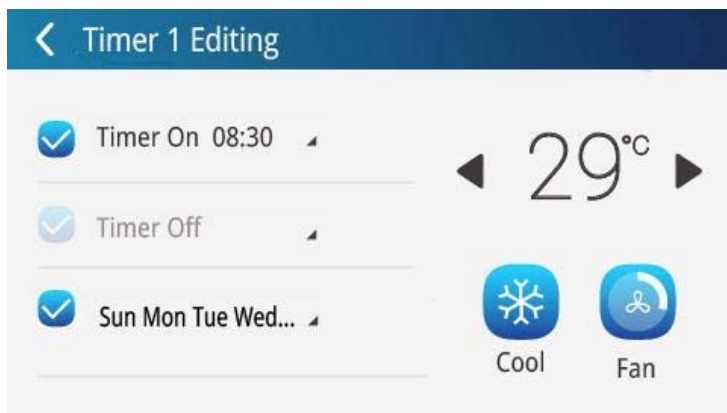 Timer 1 Editing
Timer On 08:30
29°C
Timer Off
Sun Mon Tue Wed...
Cool
Fan